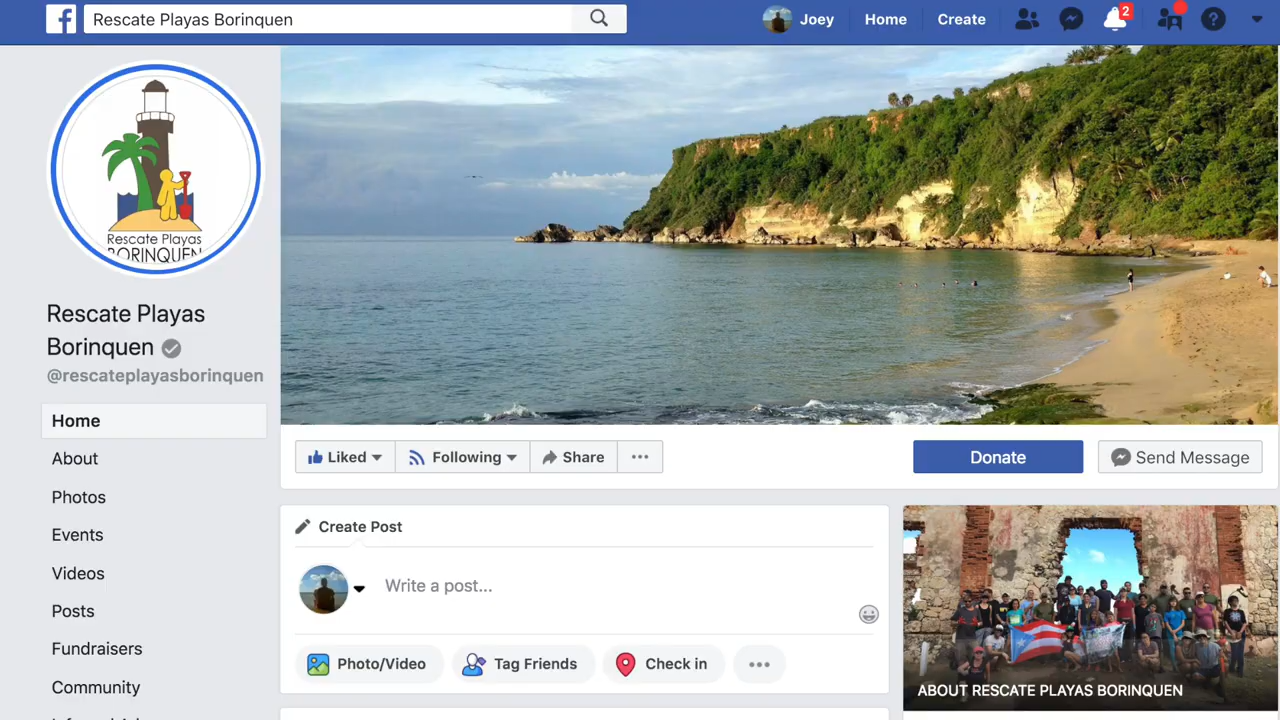 Rescate Playas Borinquen
Joey
Home
Create
2
?
Rescate Playas
BORINQUEN
Rescate Playas
Borinquen
@rescateplayasborinquen
Home
About
Photos
Events
Videos
Posts
Fundraisers
Community
Liked
Following
Share
Donate
Send Message
Create Post
Write a post...
Photo/Video
Tag Friends
Check in
ABOUT RESCATE PLAYAS BORINQUEN